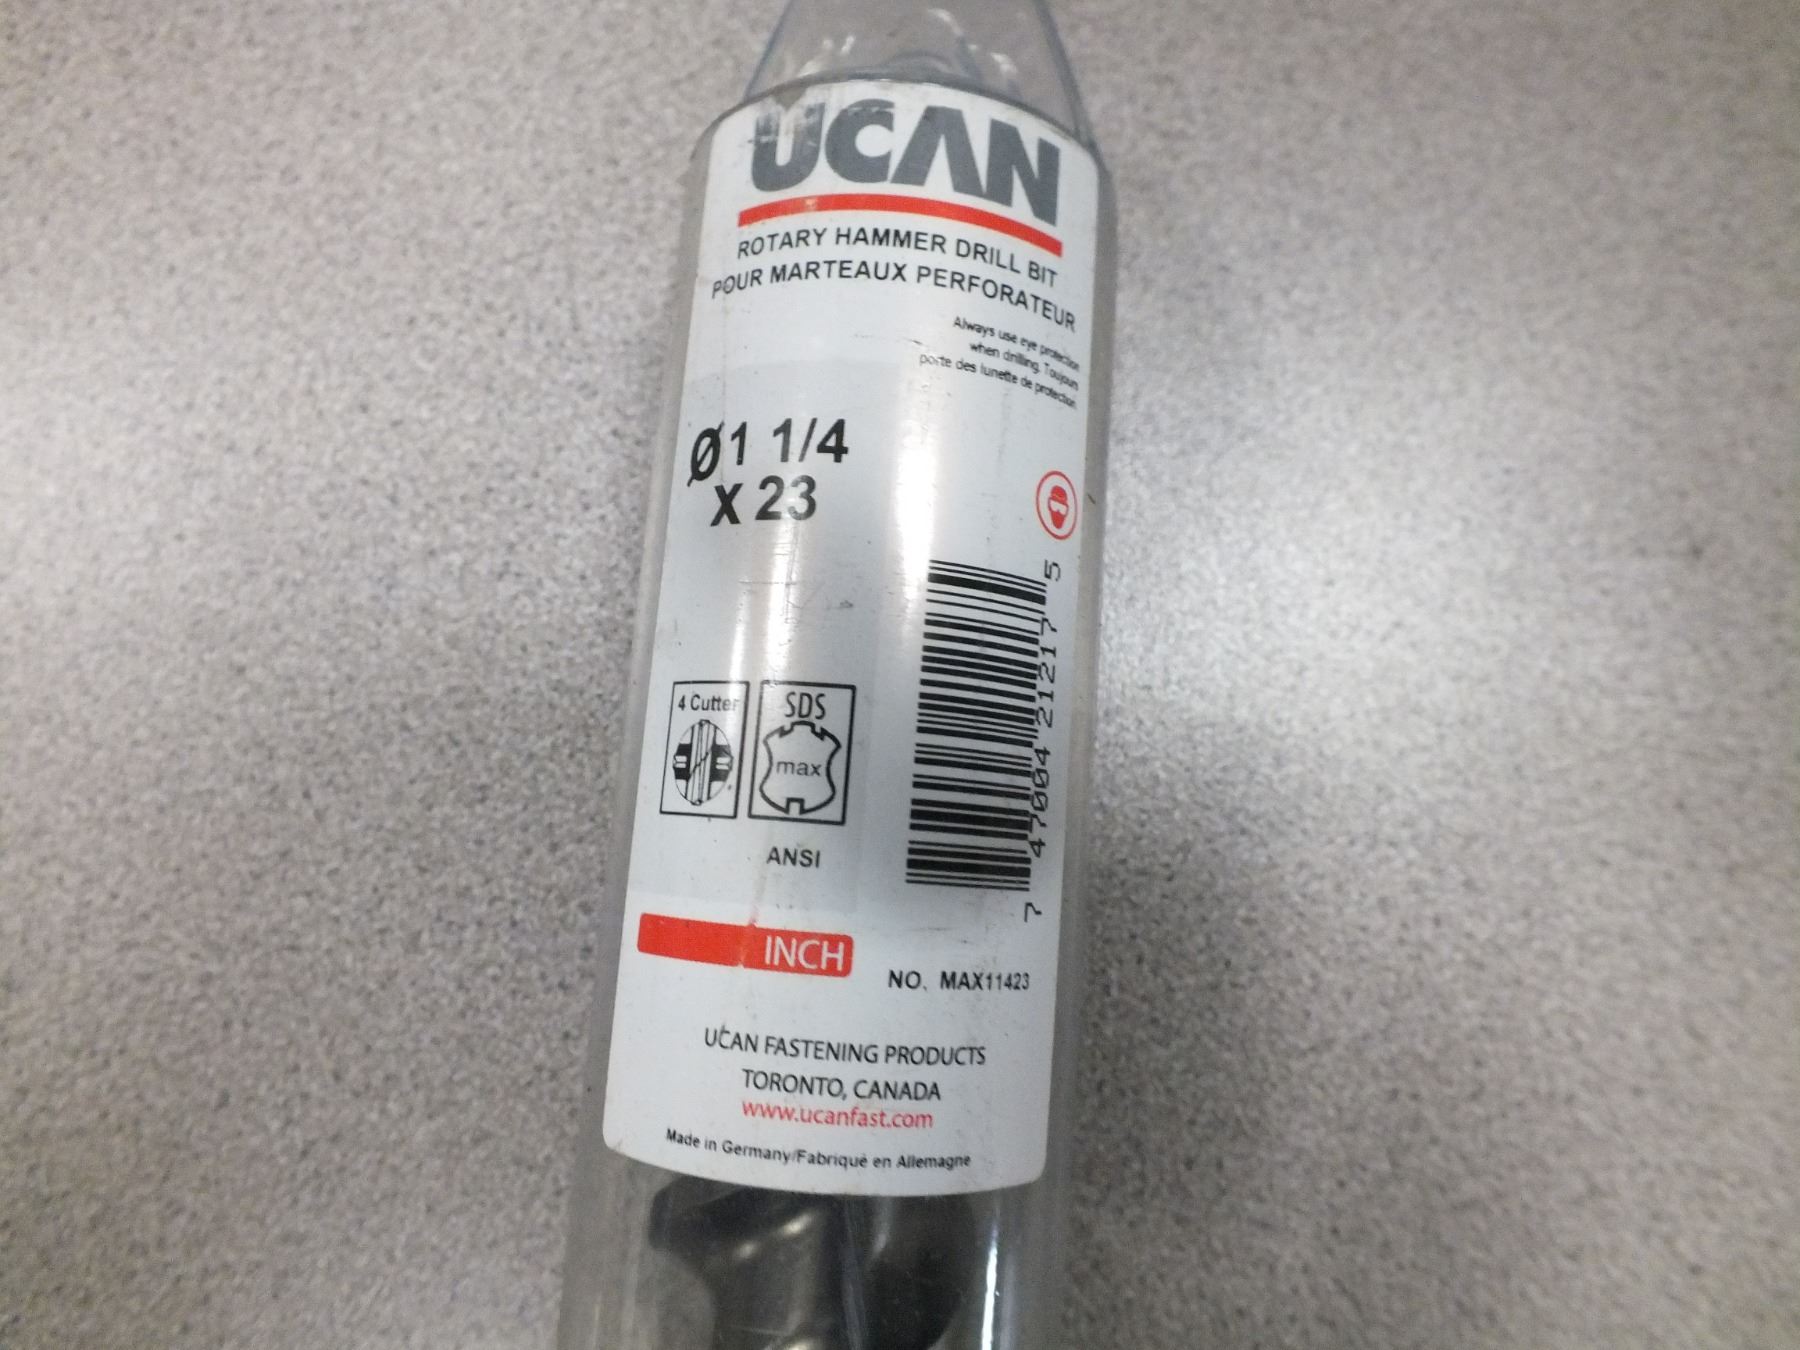 UCAN
ROTARY HAMMER DRILL BIT
POUR MARTEAUX PERFORATEUR
Always use eye protection
when drilling. Toujours
porte des lunette de protection
Ø1 1/4
x 23
4 Cutter
SDS
max
ANSI
7 47004 21217 5
INCH
NO. MAX11423
UCAN FASTENING PRODUCTS
TORONTO, CANADA
www.ucanfast.com
Made in Germany/Fabriqué en Allemagne